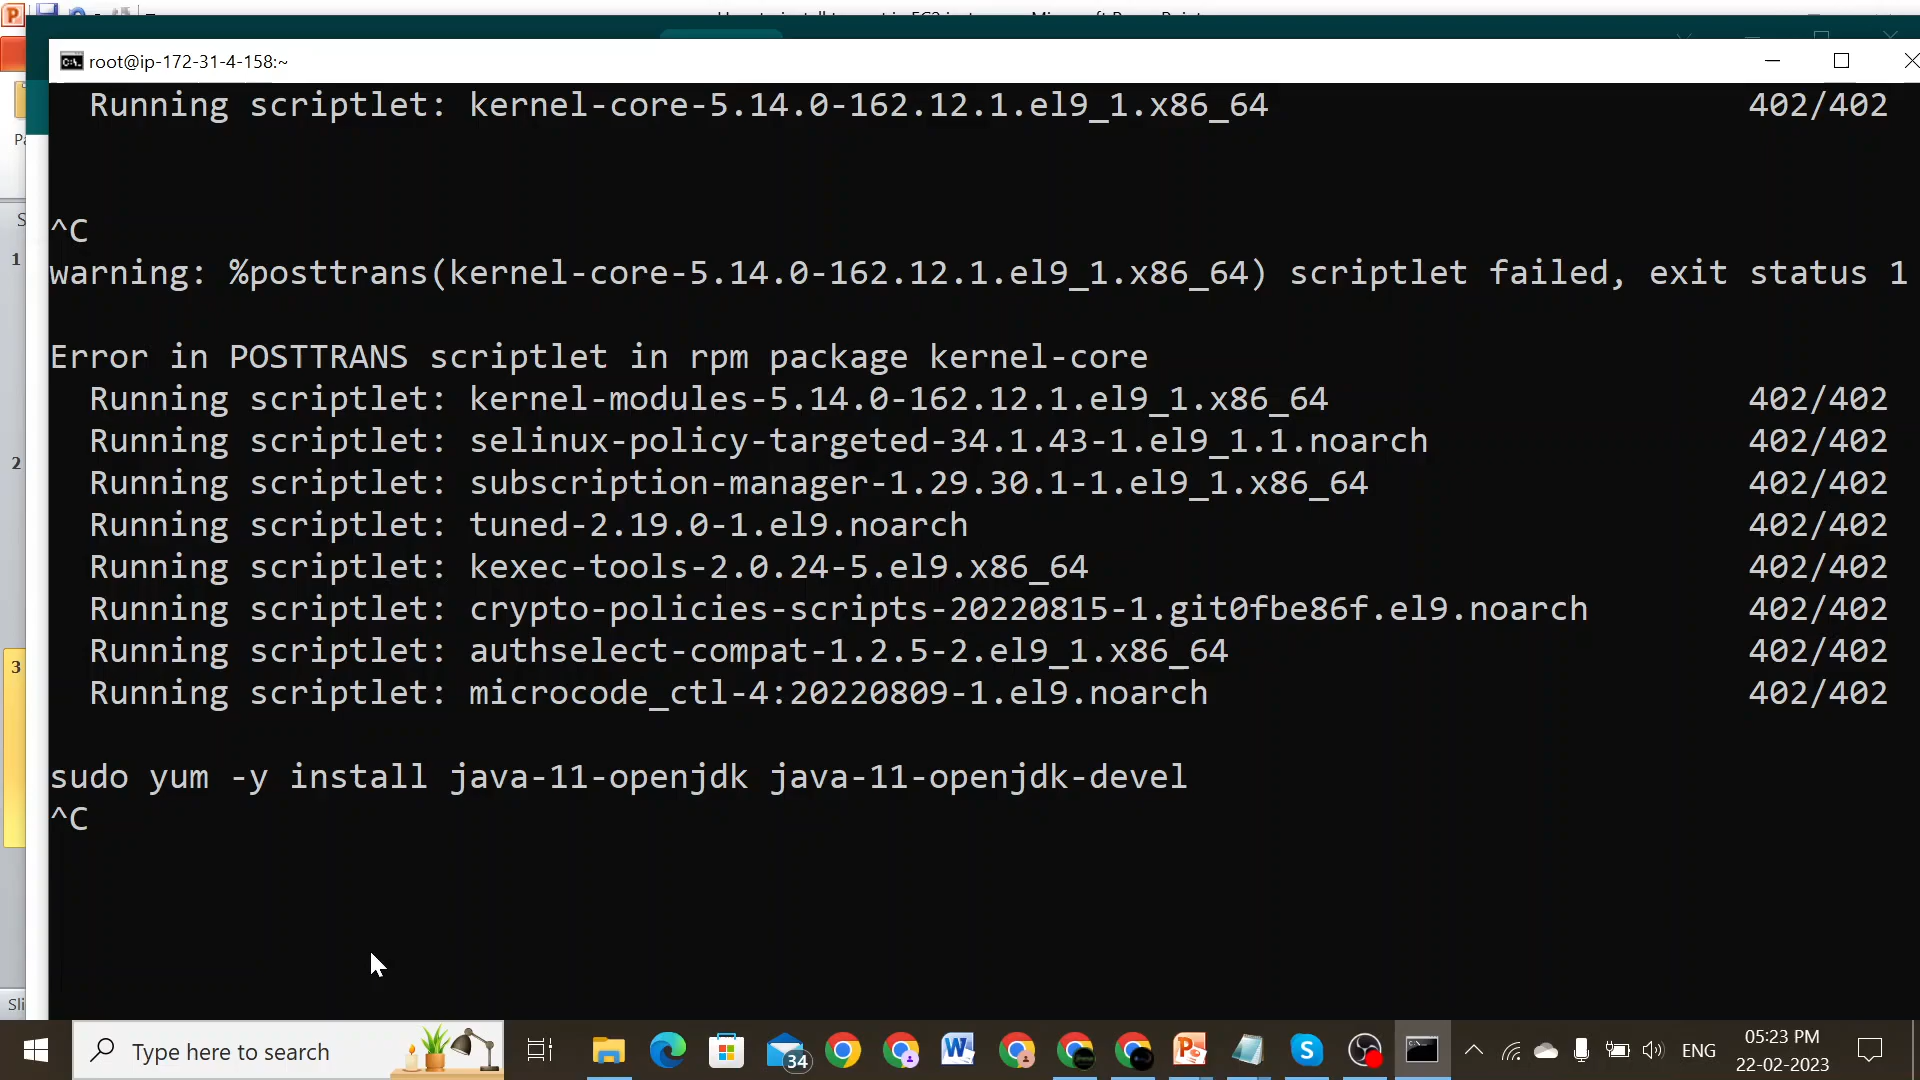 root@ip-172-31-4-158:~
Running scriptlet: kernel-core-5.14.0-162.12.1.el9_1.x86_64 402/402
^C
warning: %posttrans(kernel-core-5.14.0-162.12.1.el9_1.x86_64) scriptlet failed, exit status 1
Error in POSTTRANS scriptlet in rpm package kernel-core
Running scriptlet: kernel-modules-5.14.0-162.12.1.el9_1.x86_64 402/402
Running scriptlet: selinux-policy-targeted-34.1.43-1.el9_1.1.noarch 402/402
Running scriptlet: subscription-manager-1.29.30.1-1.el9_1.x86_64 402/402
Running scriptlet: tuned-2.19.0-1.el9.noarch 402/402
Running scriptlet: kexec-tools-2.0.24-5.el9.x86_64 402/402
Running scriptlet: crypto-policies-scripts-20220815-1.git0fbe86f.el9.noarch 402/402
Running scriptlet: authselect-compat-1.2.5-2.el9_1.x86_64 402/402
Running scriptlet: microcode_ctl-4:20220809-1.el9.noarch 402/402
sudo yum -y install java-11-openjdk java-11-openjdk-devel
^C
1
2
3
Type here to search
34
ENG
05:23 PM
22-02-2023